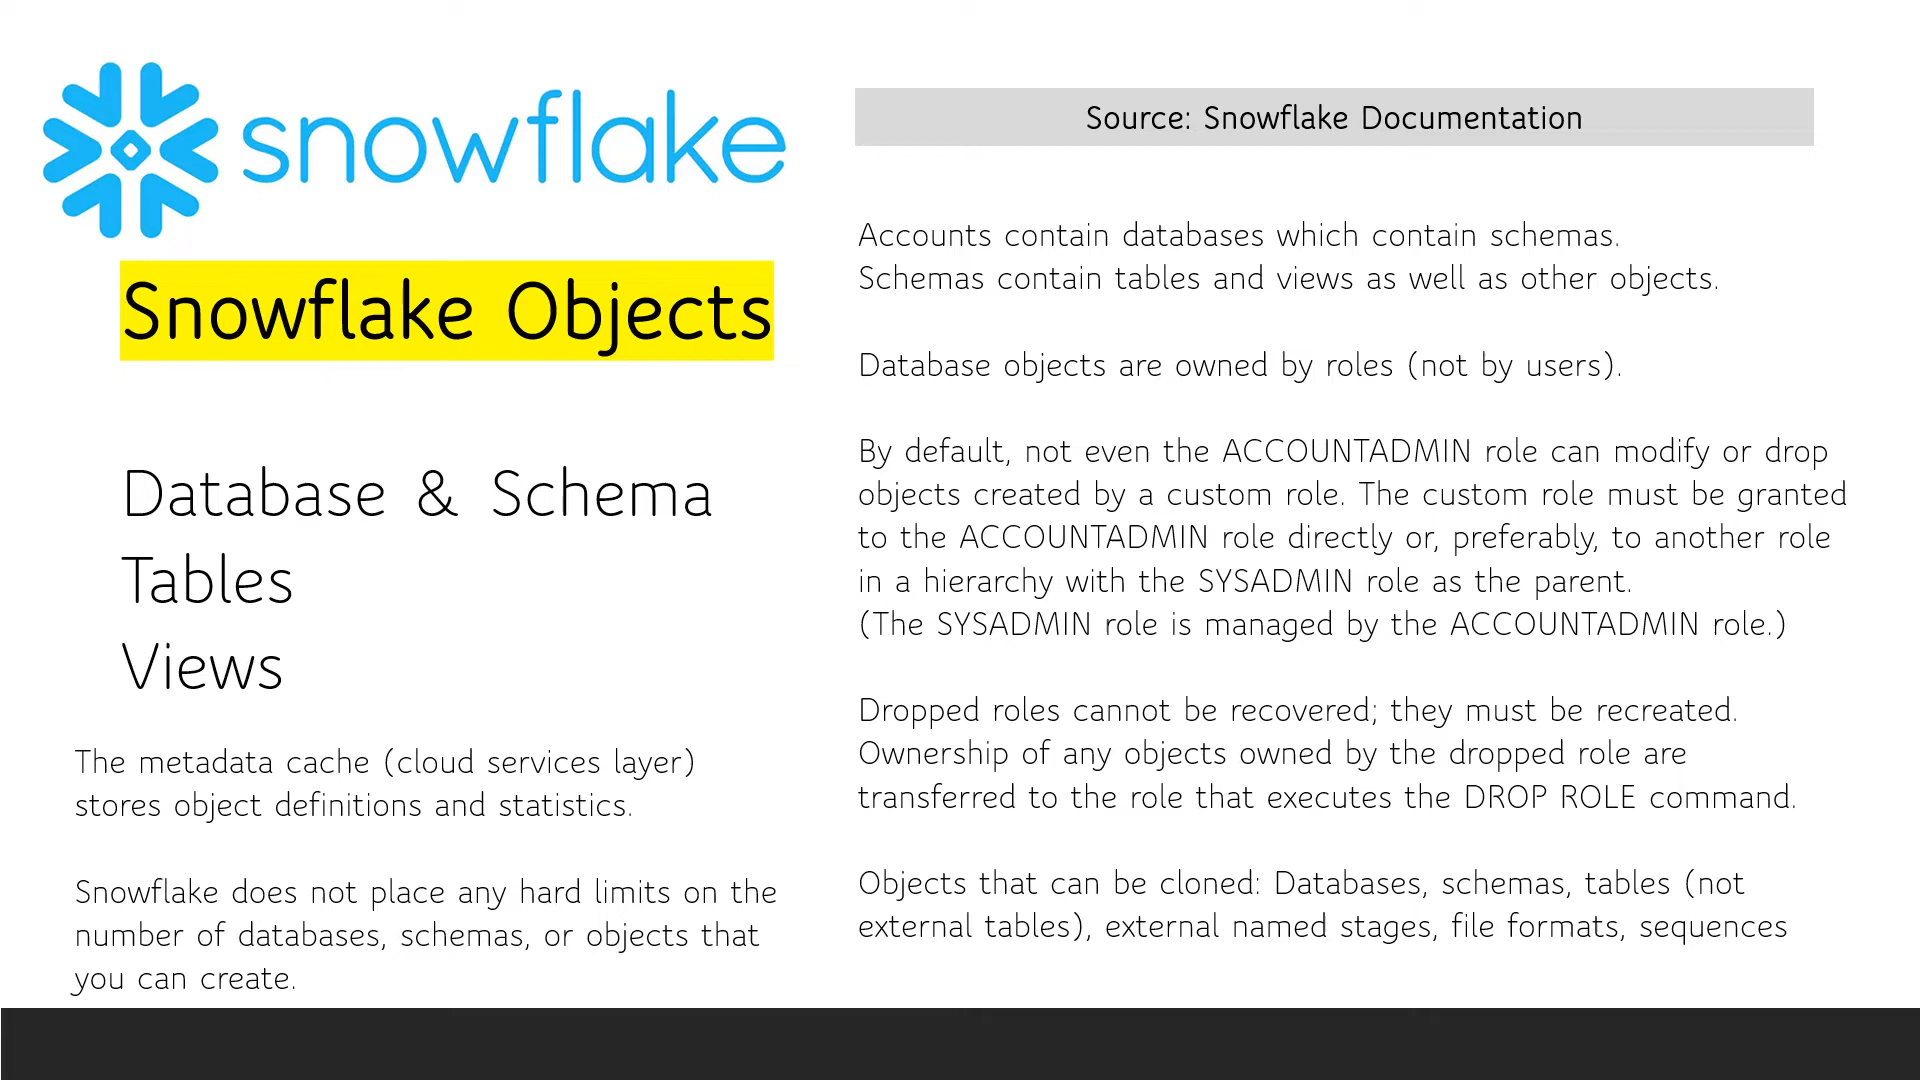 snowflake
Snowflake Objects
Database & Schema
Tables
Views
The metadata cache (cloud services layer)
stores object definitions and statistics.
Snowflake does not place any hard limits on the
number of databases, schemas, or objects that
you can create.
Source: Snowflake Documentation
Accounts contain databases which contain schemas.
Schemas contain tables and views as well as other objects.
Database objects are owned by roles (not by users).
By default, not even the ACCOUNTADMIN role can modify or drop
objects created by a custom role. The custom role must be granted
to the ACCOUNTADMIN role directly or, preferably, to another role
in a hierarchy with the SYSADMIN role as the parent.
(The SYSADMIN role is managed by the ACCOUNTADMIN role.)
Dropped roles cannot be recovered; they must be recreated.
Ownership of any objects owned by the dropped role are
transferred to the role that executes the DROP ROLE command.
Objects that can be cloned: Databases, schemas, tables (not
external tables), external named stages, file formats, sequences